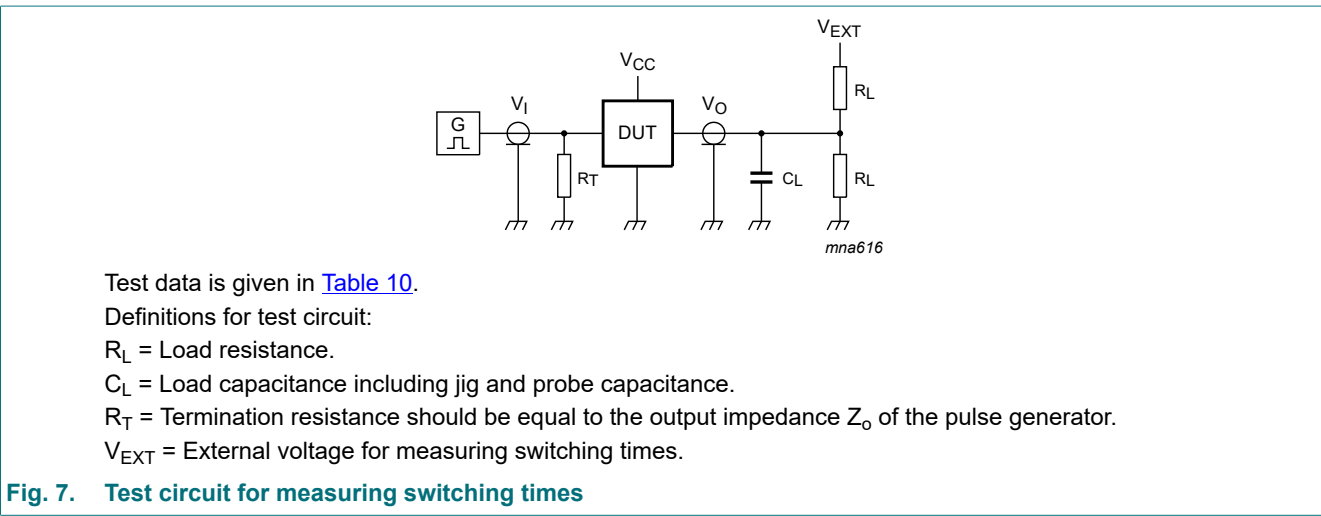 V_EXT
R_L
V_CC
V_I
V_O
G
DUT
R_T
C_L
R_L
mna616
Test data is given in Table 10.
Definitions for test circuit:
R_L = Load resistance.
C_L = Load capacitance including jig and probe capacitance.
R_T = Termination resistance should be equal to the output impedance Z_o of the pulse generator.
V_EXT = External voltage for measuring switching times.
Fig. 7. Test circuit for measuring switching times